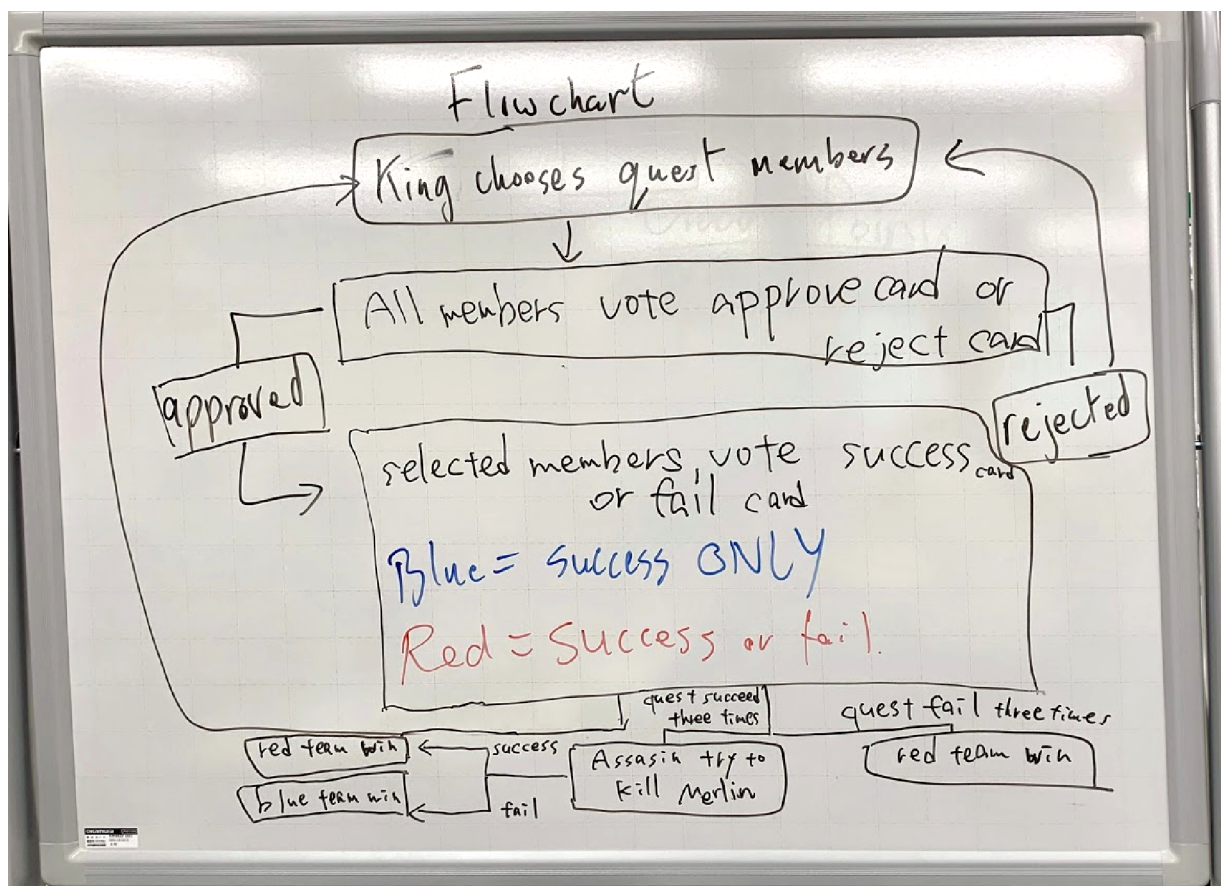 Flowchart
King chooses quest members
All members vote approve card or
reject card
approved
rejected
selected members, vote success card
or fail card
Blue = success ONLY
Red = success or fail.
quest succeed
three times
quest fail three times
red team win
success
Assasin try to
kill Merlin
red team win
blue team win
fail